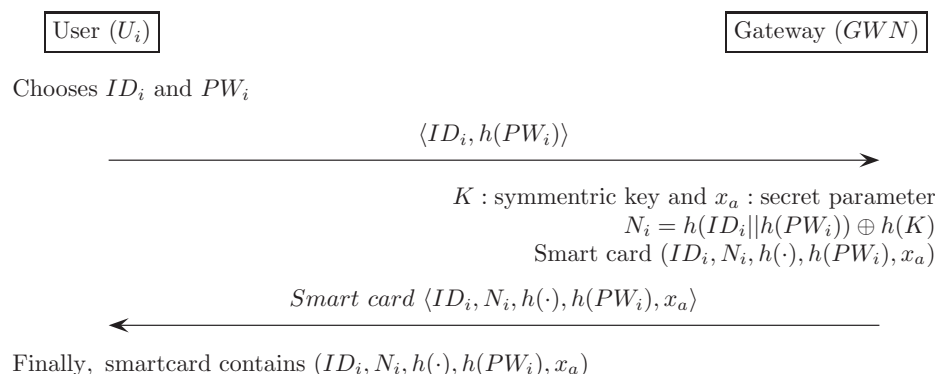 User (U_i)
Gateway (GWN)
Chooses ID_i and PW_i
⟨ID_i, h(PW_i)⟩
K : symmentric key and x_a : secret parameter
N_i = h(ID_i||h(PW_i)) ⊕ h(K)
Smart card (ID_i, N_i, h(·), h(PW_i), x_a)
Smart card ⟨ID_i, N_i, h(·), h(PW_i), x_a⟩
Finally, smartcard contains (ID_i, N_i, h(·), h(PW_i), x_a)